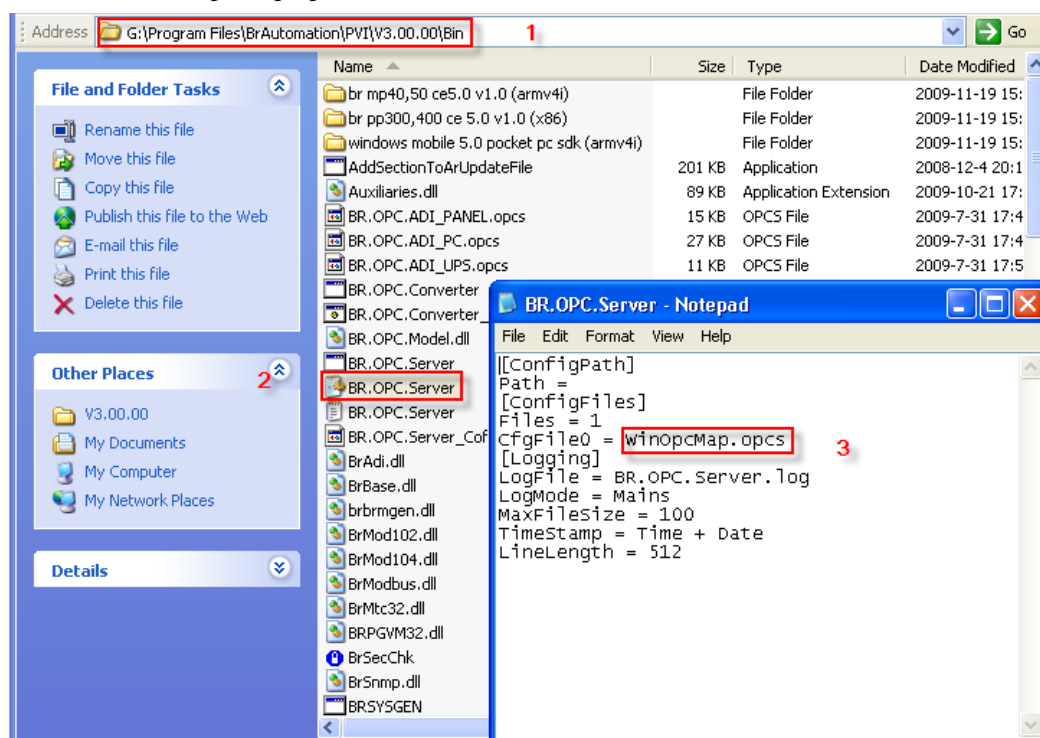 Address G:\Program Files\BrAutomation\PVI\V3.00.00\Bin 1 Go
Name Size Type Date Modified
File and Folder Tasks
Rename this file
Move this file
Copy this file
Publish this file to the Web
E-mail this file
Print this file
Delete this file
Other Places 2
V3.00.00
My Documents
My Computer
My Network Places
Details
br mp40,50 ce5.0 v1.0 (armv4i) File Folder 2009-11-19 15:
br pp300,400 ce 5.0 v1.0 (x86) File Folder 2009-11-19 15:
windows mobile 5.0 pocket pc sdk (armv4i) File Folder 2009-11-19 15:
AddSectionToArUpdateFile 201 KB Application 2008-12-4 20:1
Auxiliaries.dll 89 KB Application Extension 2009-10-21 17:
BR.OPC.ADI_PANEL.opcs 15 KB OPCS File 2009-7-31 17:4
BR.OPC.ADI_PC.opcs 27 KB OPCS File 2009-7-31 17:4
BR.OPC.ADI_UPS.opcs 11 KB OPCS File 2009-7-31 17:5
BR.OPC.Converter
BR.OPC.Converter_
BR.OPC.Model.dll
BR.OPC.Server
BR.OPC.Server
BR.OPC.Server
BR.OPC.Server_Cof
BrAdi.dll
BrBase.dll
brbrmgen.dll
BrMod102.dll
BrMod104.dll
BrModbus.dll
BrMtc32.dll
BRPGVM32.dll
BrSecChk
BrSnmp.dll
BRSYSGEN
BR.OPC.Server - Notepad
File Edit Format View Help
[ConfigPath]
Path =
[ConfigFiles]
Files = 1
CfgFile0 = WinOpcMap.opcs 3
[Logging]
LogFile = BR.OPC.Server.log
LogMode = Mains
MaxFileSize = 100
TimeStamp = Time + Date
LineLength = 512